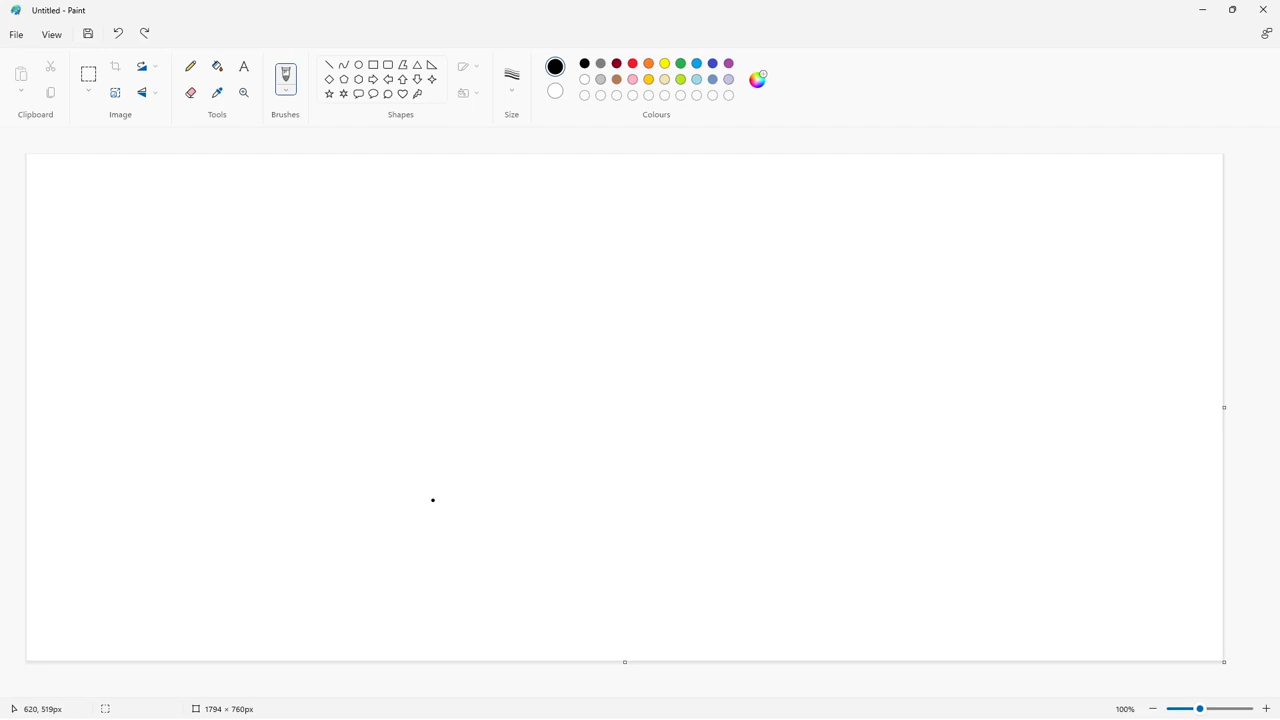 Untitled - Paint
File View
Clipboard
Image
Tools
Brushes
Shapes
Size
Colours
620, 519px
1794 × 760px
100%